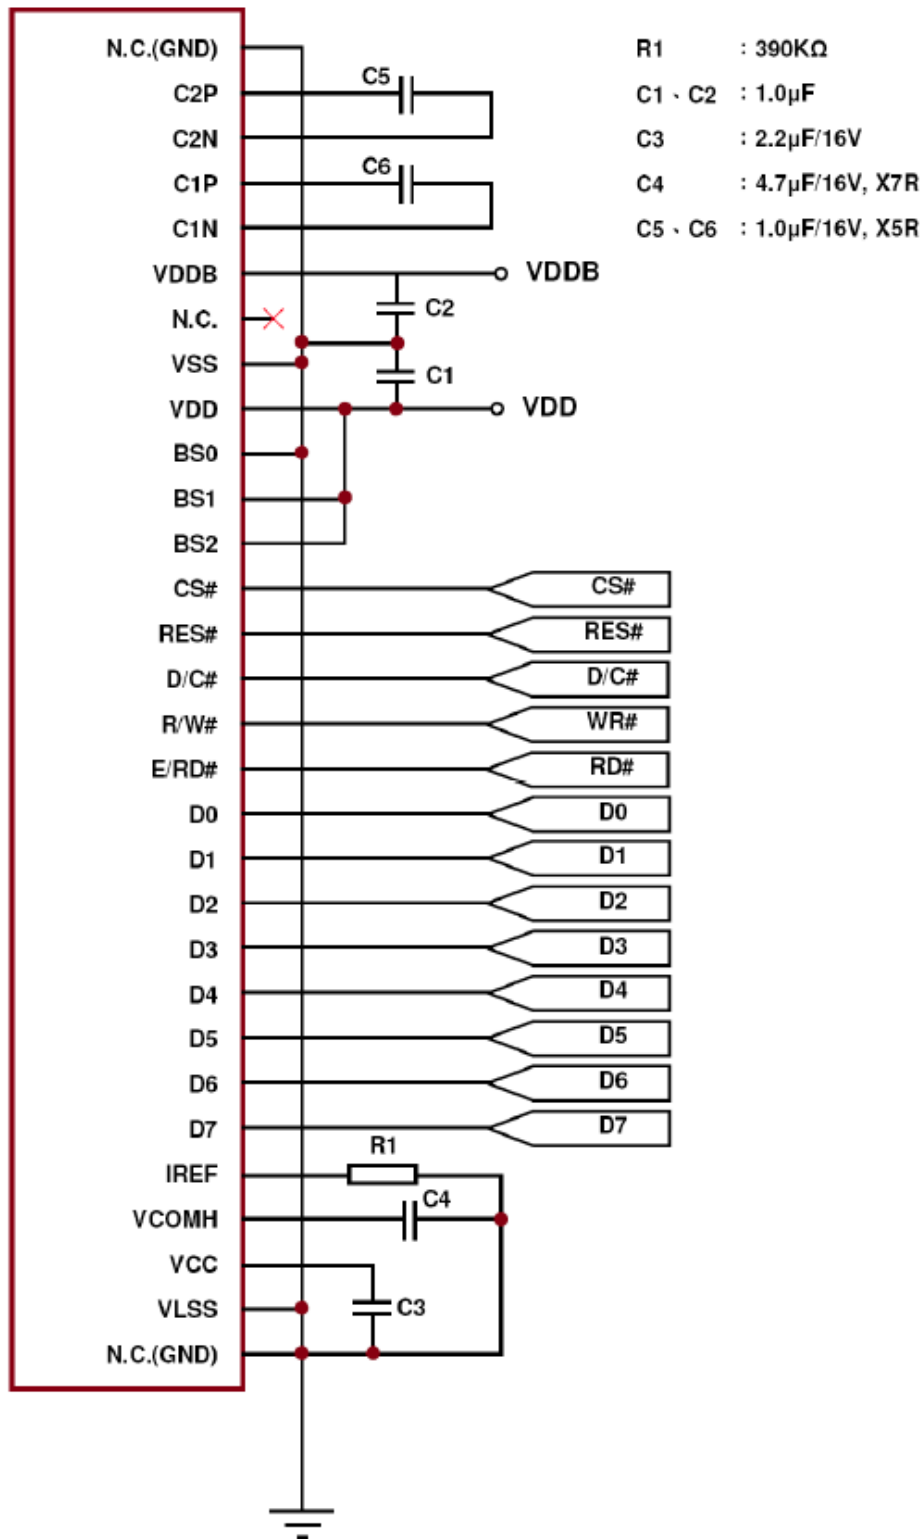 N.C.(GND)
C2P
C2N
C1P
C1N
VDDB
N.C.
VSS
VDD
BS0
BS1
BS2
CS#
RES#
D/C#
R/W#
E/RD#
D0
D1
D2
D3
D4
D5
D6
D7
IREF
VCOMH
VCC
VLSS
N.C.(GND)
C5
C6
VDDB
C2
C1
VDD
CS#
RES#
D/C#
WR#
RD#
D0
D1
D2
D3
D4
D5
D6
D7
R1
C4
C3
R1 : 390KΩ
C1、C2 : 1.0µF
C3 : 2.2µF/16V
C4 : 4.7µF/16V, X7R
C5、C6 : 1.0µF/16V, X5R